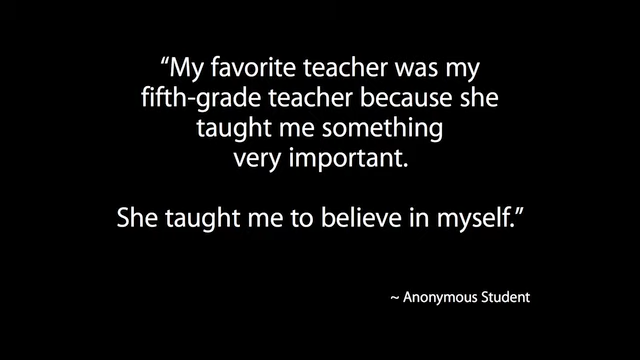 “My favorite teacher was my
fifth-grade teacher because she
taught me something
very important.
She taught me to believe in myself.”
~ Anonymous Student